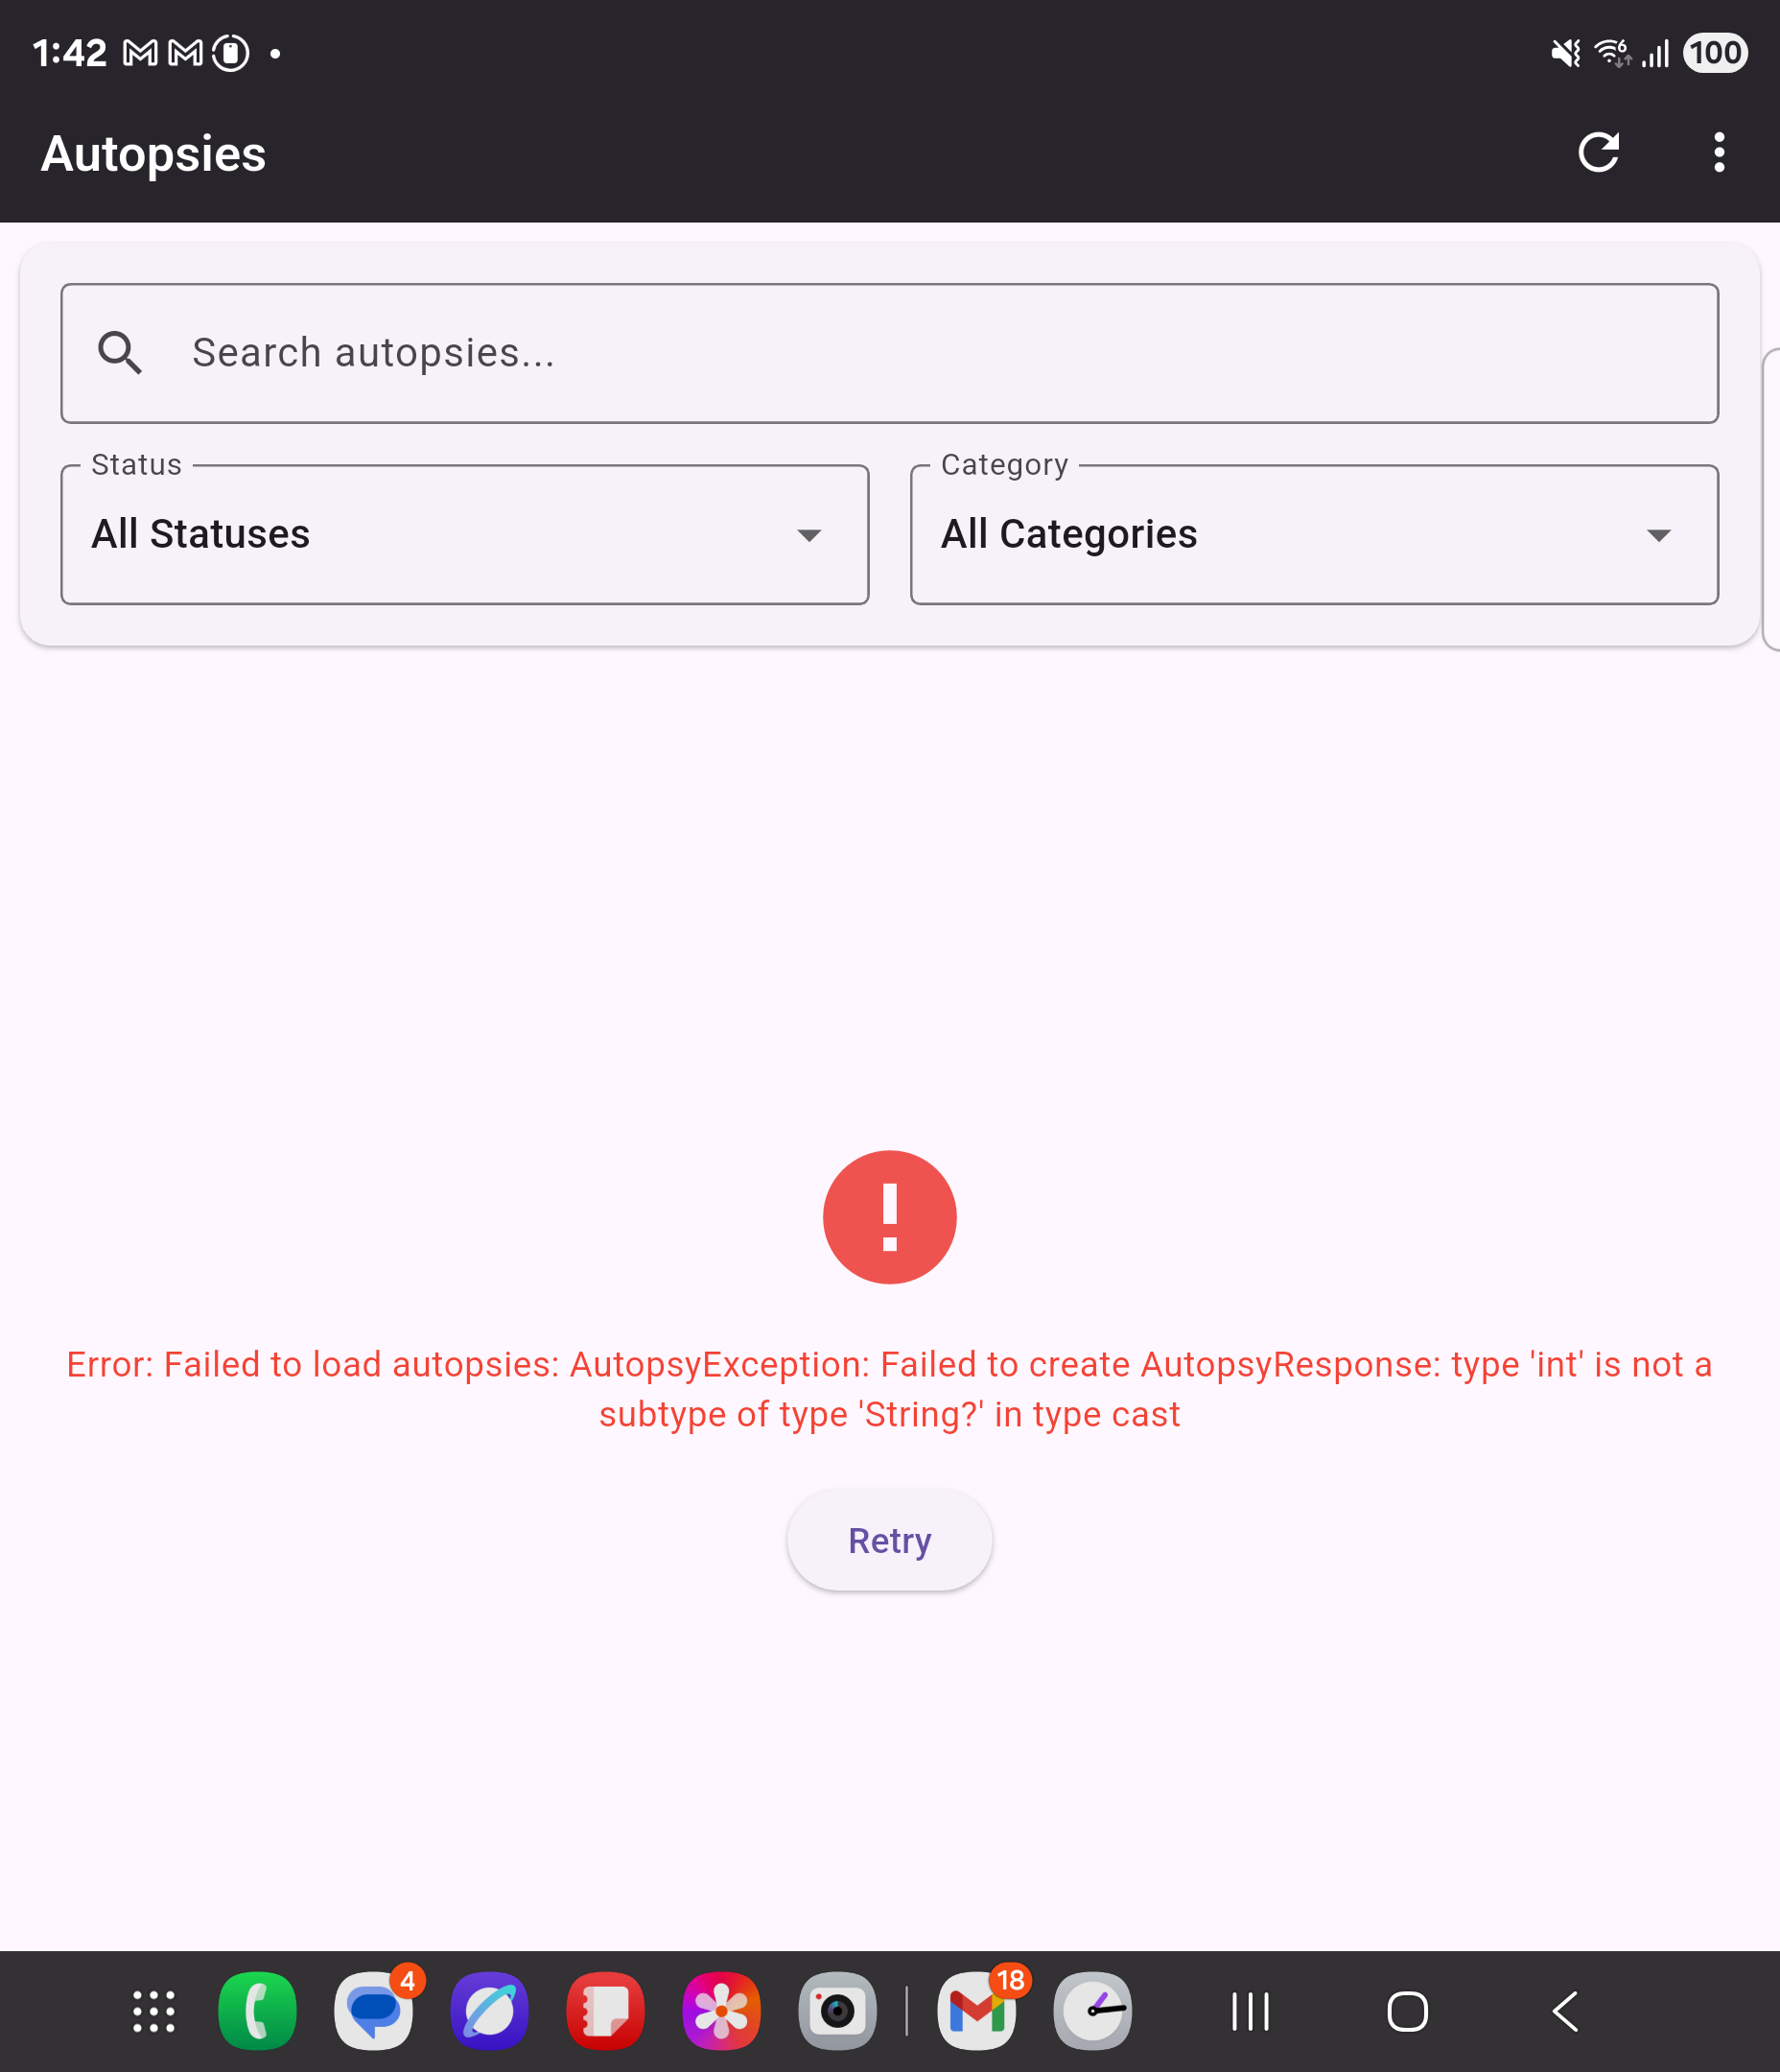 1:42
100
Autopsies
Search autopsies...
Status
Category
All Statuses
All Categories
Error: Failed to load autopsies: AutopsyException: Failed to create AutopsyResponse: type 'int' is not a
subtype of type 'String?' in type cast
Retry
4
18